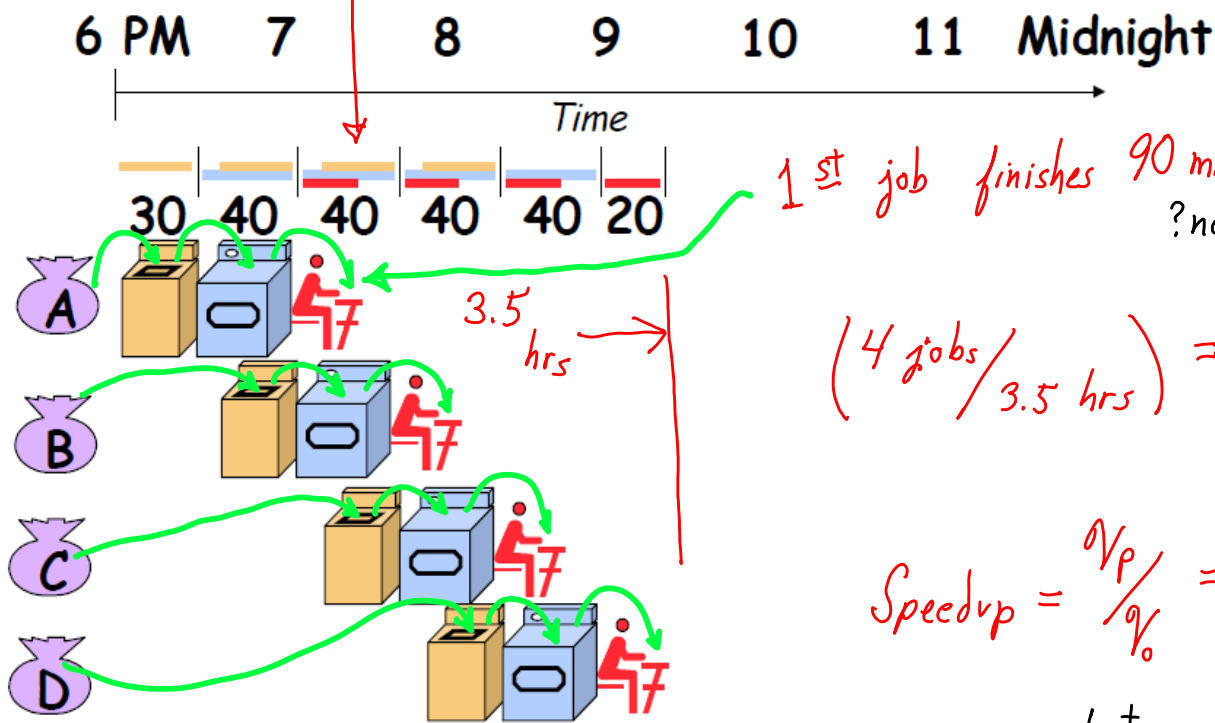 6 PM 7 8 9 10 11 Midnight
Time
1st job finishes 90
30 40 40 40 40 20
A
3.5
hrs
(4 jobs/3.5 hrs) =
B
C
Speedup = Vp/Vo =
D